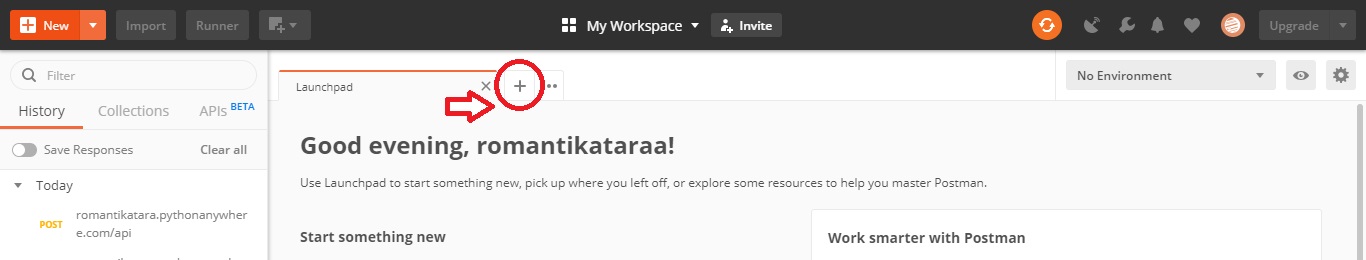 New
Import
Runner
My Workspace
Invite
Upgrade
Filter
History
Collections
APIs BETA
Save Responses
Clear all
Today
POST
romantikatara.pythonanywher
e.com/api
Launchpad
No Environment
Good evening, romantikataraa!
Use Launchpad to start something new, pick up where you left off, or explore some resources to help you master Postman.
Start something new
Work smarter with Postman